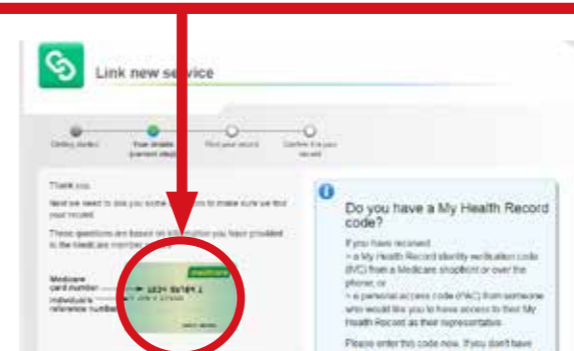 Link new service
Getting started
Your details
(current step)
Find your record
Confirm it is your
record
Thank you.
Next we need to ask you some to make sure we find
your record.
These questions are based on information you have provided
to the Medicare member
Medicare
card number
Individual's
reference number
medicare
Do you have a My Health Record
code?
If you have received:
> a My Health Record identity verification code
(IVC) from a Medicare shopfront or over the
phone; or
> a personal access code (PAC) from someone
who would like you to have access to their My
Health Record as their representative.
Please enter this code now. If you don't have